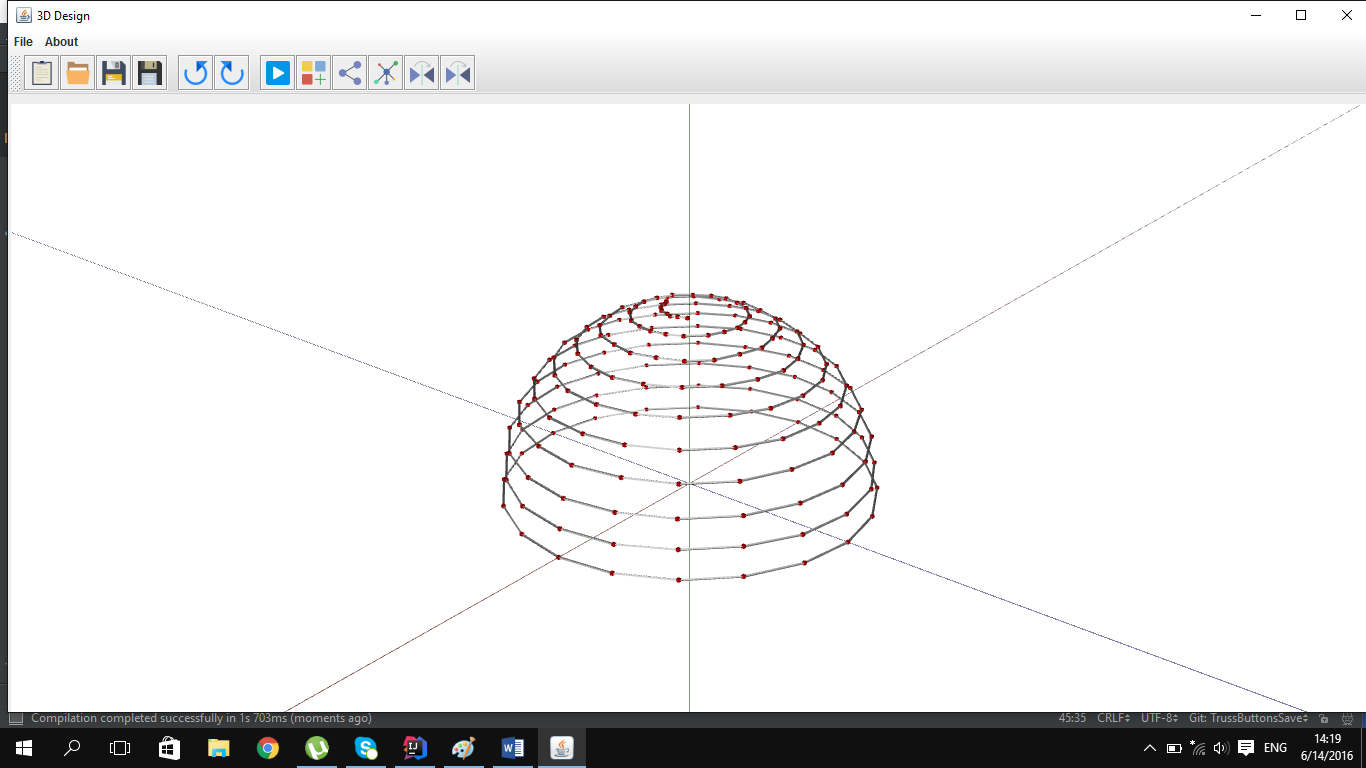 3D Design
File About
Compilation completed successfully in 1s 703ms (moments ago)
45:35 CRLF UTF-8 Git: TrussButtonsSave
ENG
14:19
6/14/2016